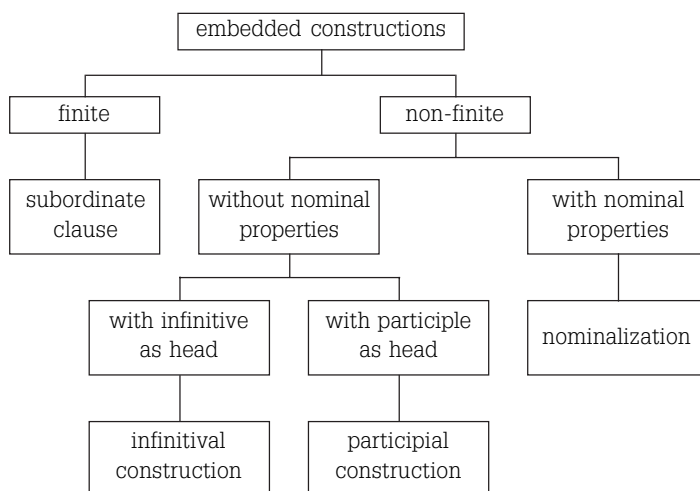 embedded constructions
finite
non-finite
subordinate
clause
without nominal
properties
with nominal
properties
with infinitive
as head
with participle
as head
nominalization
infinitival
construction
participial
construction